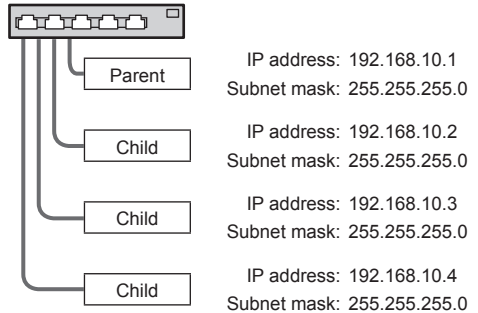 Parent
IP address: 192.168.10.1
Subnet mask: 255.255.255.0
Child
IP address: 192.168.10.2
Subnet mask: 255.255.255.0
Child
IP address: 192.168.10.3
Subnet mask: 255.255.255.0
Child
IP address: 192.168.10.4
Subnet mask: 255.255.255.0